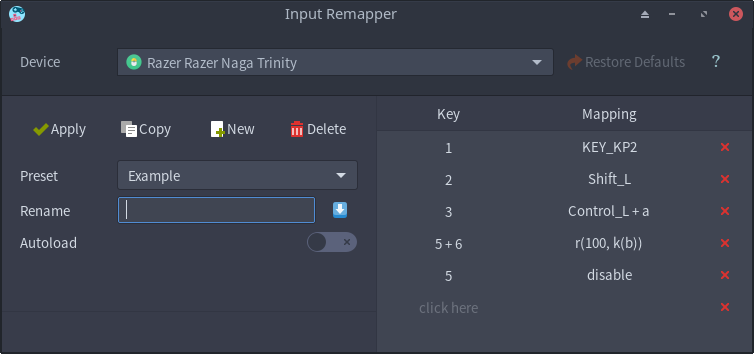 Input Remapper
Device Razer Razer Naga Trinity Restore Defaults ?
Apply Copy New Delete
Preset Example
Rename
Autoload
Key Mapping
1 KEY_KP2
2 Shift_L
3 Control_L + a
5 + 6 r(100, k(b))
5 disable
click here